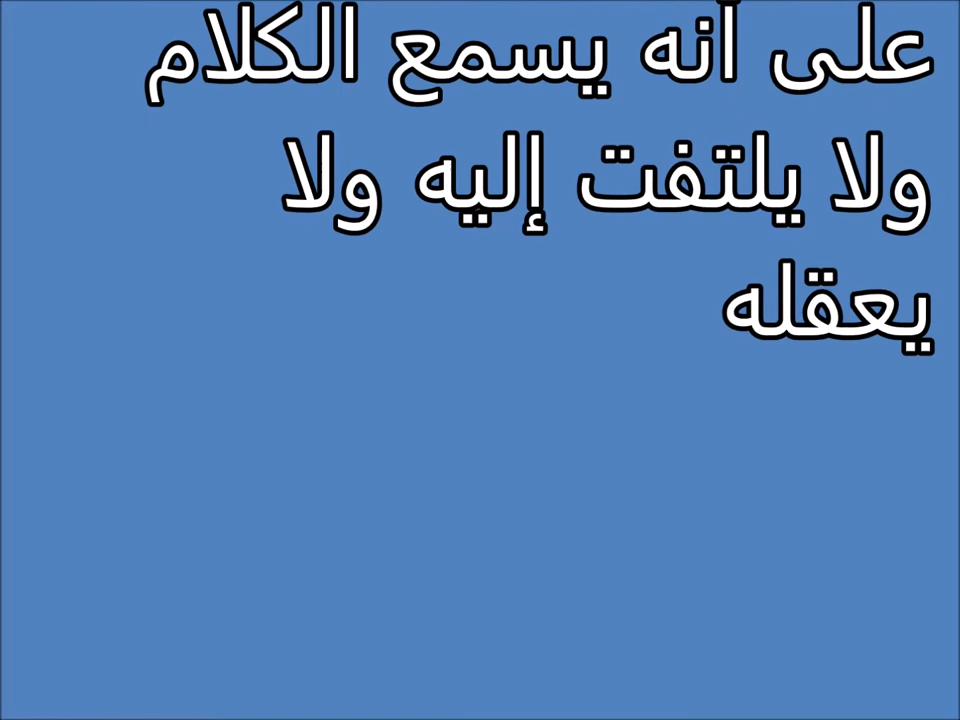 على أنه يسمع الكلام
ولا يلتفت إليه ولا
يعقله